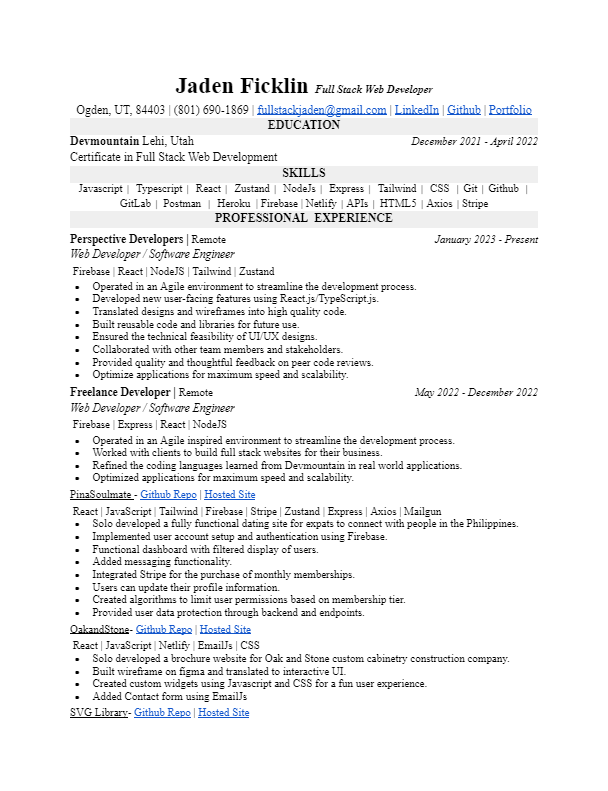 Jaden Ficklin Full Stack Web Developer
Ogden, UT, 84403 | (801) 690-1869 | fullstackjaden@gmail.com | LinkedIn | Github | Portfolio
EDUCATION
Devmountain Lehi, Utah December 2021 - April 2022
Certificate in Full Stack Web Development
SKILLS
Javascript | Typescript | React | Zustand | NodeJs | Express | Tailwind | CSS | Git | Github |
GitLab | Postman | Heroku | Firebase | Netlify | APIs | HTML5 | Axios | Stripe
PROFESSIONAL EXPERIENCE
Perspective Developers | Remote January 2023 - Present
Web Developer / Software Engineer
Firebase | React | NodeJS | Tailwind | Zustand
• Operated in an Agile environment to streamline the development process.
• Developed new user-facing features using React.js/TypeScript.js.
• Translated designs and wireframes into high quality code.
• Built reusable code and libraries for future use.
• Ensured the technical feasibility of UI/UX designs.
• Collaborated with other team members and stakeholders.
• Provided quality and thoughtful feedback on peer code reviews.
• Optimize applications for maximum speed and scalability.
Freelance Developer | Remote May 2022 - December 2022
Web Developer / Software Engineer
Firebase | Express | React | NodeJS
• Operated in an Agile inspired environment to streamline the development process.
• Worked with clients to build full stack websites for their business.
• Refined the coding languages learned from Devmountain in real world applications.
• Optimized applications for maximum speed and scalability.
PinaSoulmate - Github Repo | Hosted Site
React | JavaScript | Tailwind | Firebase | Stripe | Zustand | Express | Axios | Mailgun
• Solo developed a fully functional dating site for expats to connect with people in the Philippines.
• Implemented user account setup and authentication using Firebase.
• Functional dashboard with filtered display of users.
• Added messaging functionality.
• Integrated Stripe for the purchase of monthly memberships.
• Users can update their profile information.
• Created algorithms to limit user permissions based on membership tier.
• Provided user data protection through backend and endpoints.
OakandStone- Github Repo | Hosted Site
React | JavaScript | Netlify | EmailJs | CSS
• Solo developed a brochure website for Oak and Stone custom cabinetry construction company.
• Built wireframe on figma and translated to interactive UI.
• Created custom widgets using Javascript and CSS for a fun user experience.
• Added Contact form using EmailJs
SVG Library- Github Repo | Hosted Site